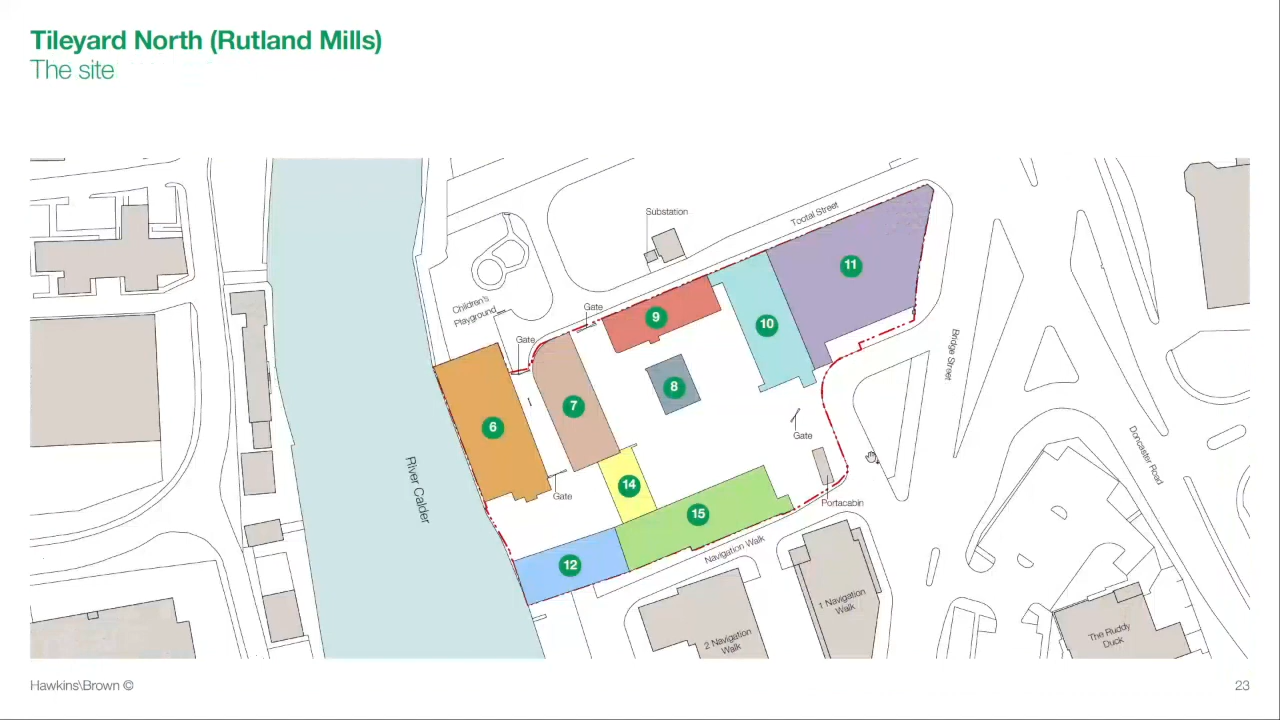 Tileyard North (Rutland Mills)
The site
Substation
Tootal Street
11
Children's
Playground
Gate
9
10
Gate
Bridge Street
8
7
6
Gate
Doncaster Road
River Calder
14
Gate
Portacabin
15
Navigation Walk
12
1 Navigation
Walk
2 Navigation
Walk
The Ruddy
Duck
Hawkins\Brown ©
23